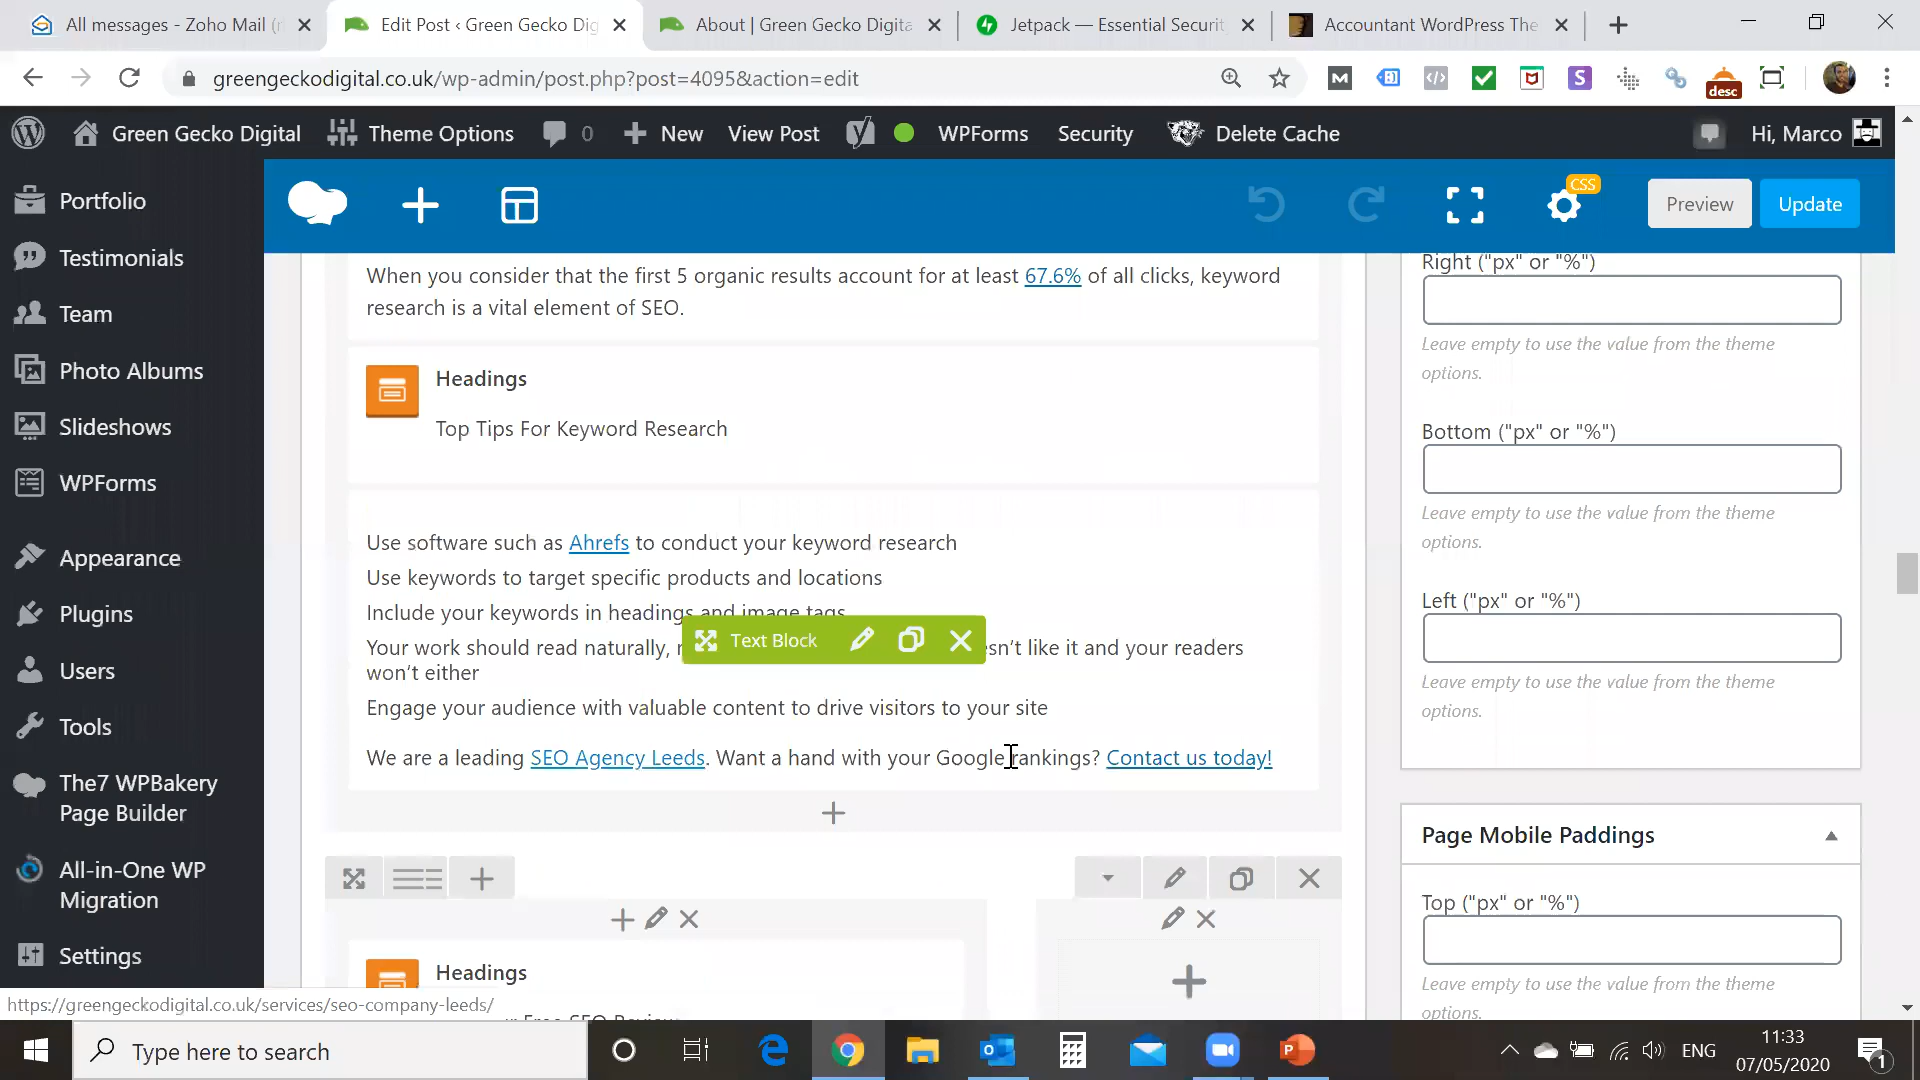 All messages - Zoho Mail (
Edit Post ‹ Green Gecko Dig
About | Green Gecko Digita
Jetpack — Essential Securit
Accountant WordPress The
greengeckodigital.co.uk/wp-admin/post.php?post=4095&action=edit
desc
Green Gecko Digital
Theme Options
0
New
View Post
WPForms
Security
Delete Cache
Hi, Marco
CSS
Preview
Update
Portfolio
Testimonials
Team
Photo Albums
Slideshows
WPForms
Appearance
Plugins
Users
Tools
The7 WPBakery
Page Builder
All-in-One WP
Migration
Settings
When you consider that the first 5 organic results account for at least 67.6% of all clicks, keyword
research is a vital element of SEO.
Headings
Top Tips For Keyword Research
Use software such as Ahrefs to conduct your keyword research
Use keywords to target specific products and locations
Include your keywords in headings and image tags
Text Block
Your work should read naturally, sn't like it and your readers
won't either
Engage your audience with valuable content to drive visitors to your site
We are a leading SEO Agency Leeds. Want a hand with your Google rankings? Contact us today!
Headings
Free SEO Review
Right ("px" or "%")
Leave empty to use the value from the theme
options.
Bottom ("px" or "%")
Leave empty to use the value from the theme
options.
Left ("px" or "%")
Leave empty to use the value from the theme
options.
Page Mobile Paddings
Top ("px" or "%")
Leave empty to use the value from the theme
options.
https://greengeckodigital.co.uk/services/seo-company-leeds/
Type here to search
ENG
11:33
07/05/2020
1